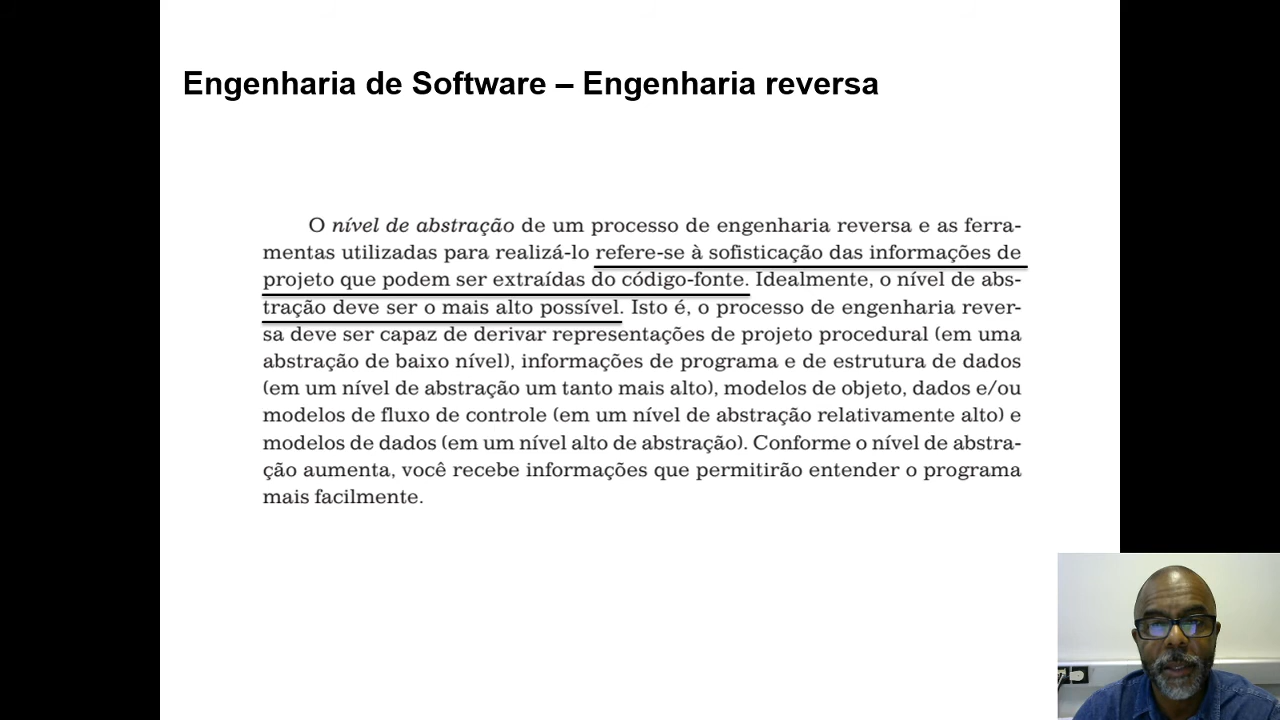 Engenharia de Software – Engenharia reversa
O nível de abstração de um processo de engenharia reversa e as ferra-
mentas utilizadas para realizá-lo refere-se à sofisticação das informações de
projeto que podem ser extraídas do código-fonte. Idealmente, o nível de abs-
tração deve ser o mais alto possível. Isto é, o processo de engenharia rever-
sa deve ser capaz de derivar representações de projeto procedural (em uma
abstração de baixo nível), informações de programa e de estrutura de dados
(em um nível de abstração um tanto mais alto), modelos de objeto, dados e/ou
modelos de fluxo de controle (em um nível de abstração relativamente alto) e
modelos de dados (em um nível alto de abstração). Conforme o nível de abstra-
ção aumenta, você recebe informações que permitirão entender o programa
mais facilmente.